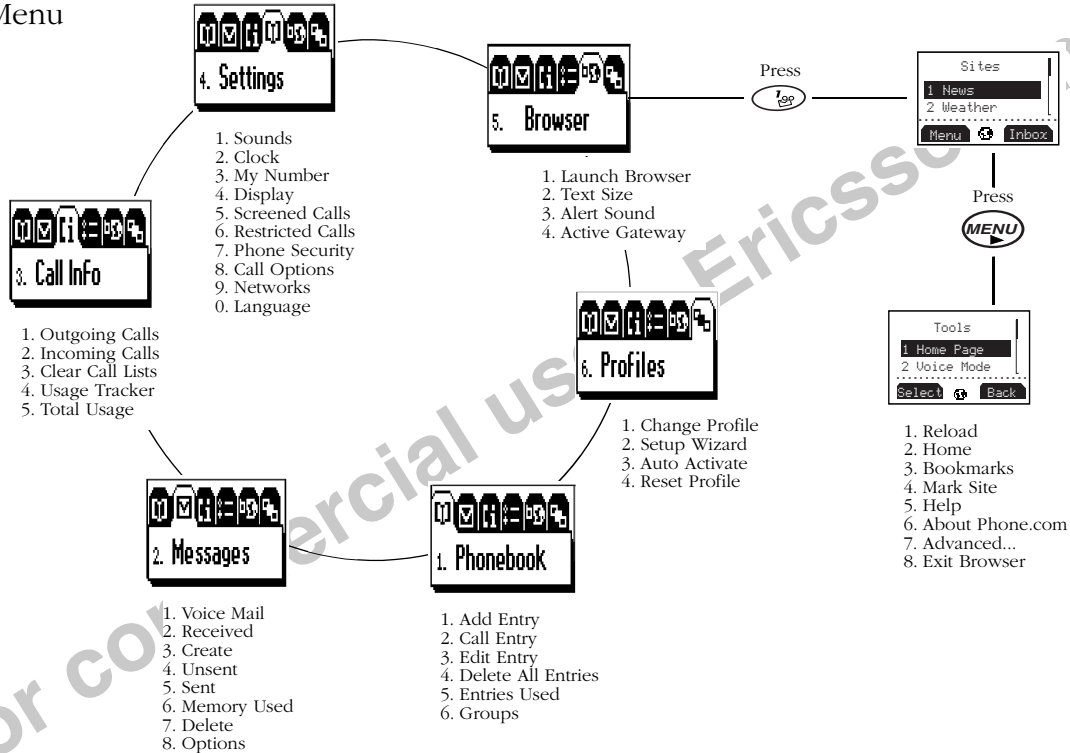 Menu
4. Settings
1. Sounds
2. Clock
3. My Number
4. Display
5. Screened Calls
6. Restricted Calls
7. Phone Security
8. Call Options
9. Networks
0. Language
5. Browser
1. Launch Browser
2. Text Size
3. Alert Sound
4. Active Gateway
Press
1
Sites
1 News
2 Weather
Menu Inbox
Press
MENU
Tools
1 Home Page
2 Voice Mode
Select Back
1. Reload
2. Home
3. Bookmarks
4. Mark Site
5. Help
6. About Phone.com
7. Advanced...
8. Exit Browser
3. Call Info
1. Outgoing Calls
2. Incoming Calls
3. Clear Call Lists
4. Usage Tracker
5. Total Usage
6. Profiles
1. Change Profile
2. Setup Wizard
3. Auto Activate
4. Reset Profile
2. Messages
1. Voice Mail
2. Received
3. Create
4. Unsent
5. Sent
6. Memory Used
7. Delete
8. Options
1. Phonebook
1. Add Entry
2. Call Entry
3. Edit Entry
4. Delete All Entries
5. Entries Used
6. Groups